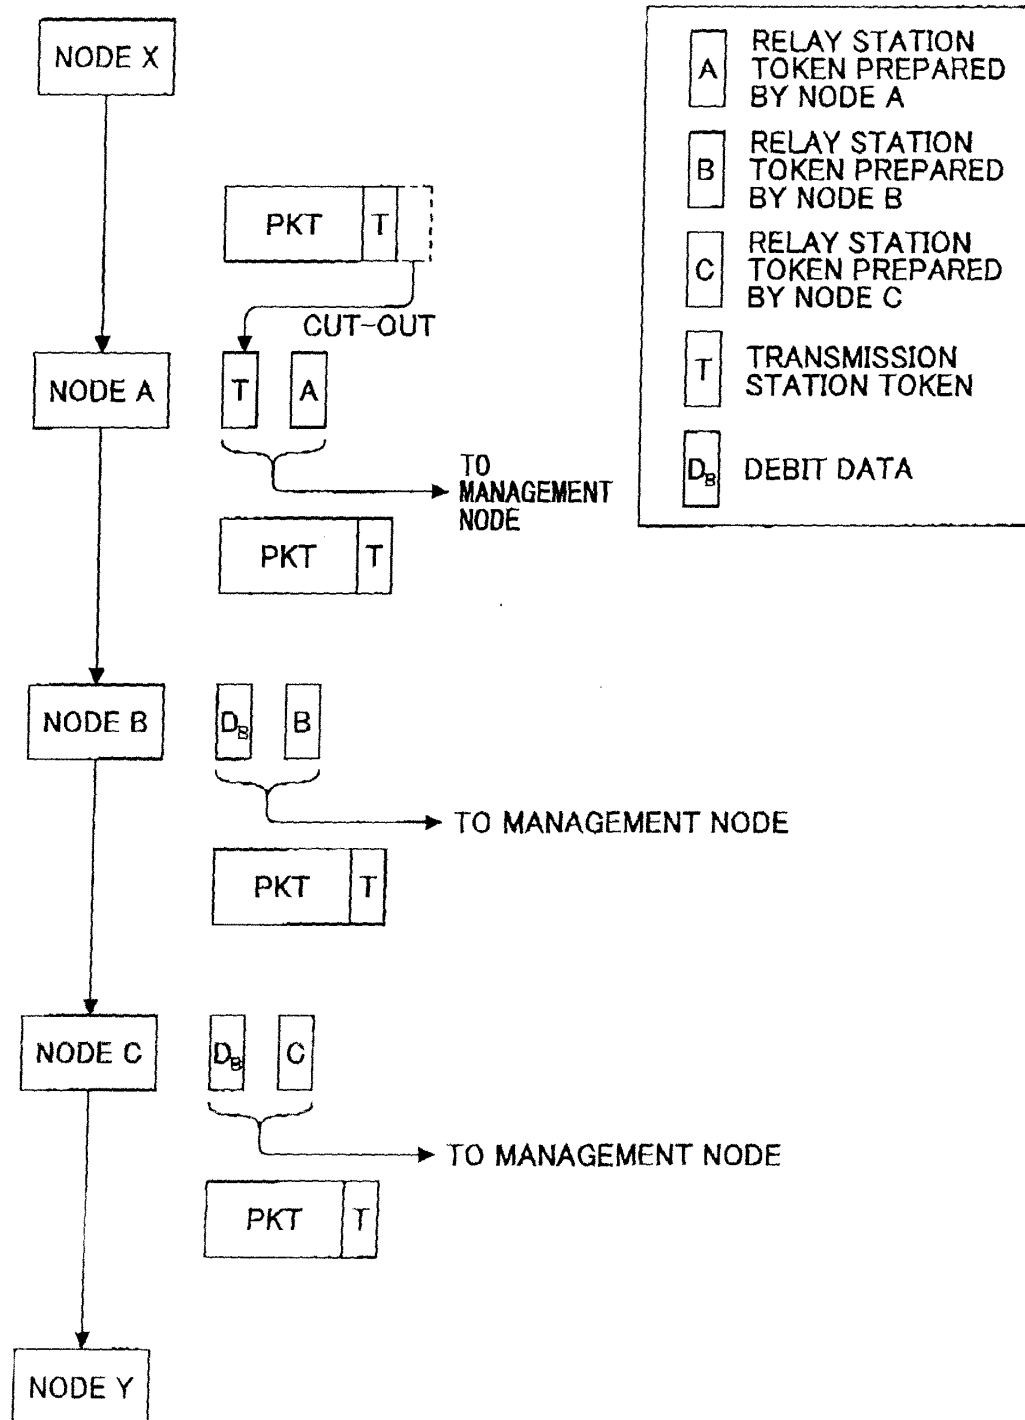 NODE X
PKT T
CUT-OUT
NODE A
T A
TO
MANAGEMENT
NODE
PKT T
NODE B
DB B
TO MANAGEMENT NODE
PKT T
NODE C
DB C
TO MANAGEMENT NODE
PKT T
NODE Y
A
RELAY STATION
TOKEN PREPARED
BY NODE A
B
RELAY STATION
TOKEN PREPARED
BY NODE B
C
RELAY STATION
TOKEN PREPARED
BY NODE C
T
TRANSMISSION
STATION TOKEN
DB
DEBIT DATA